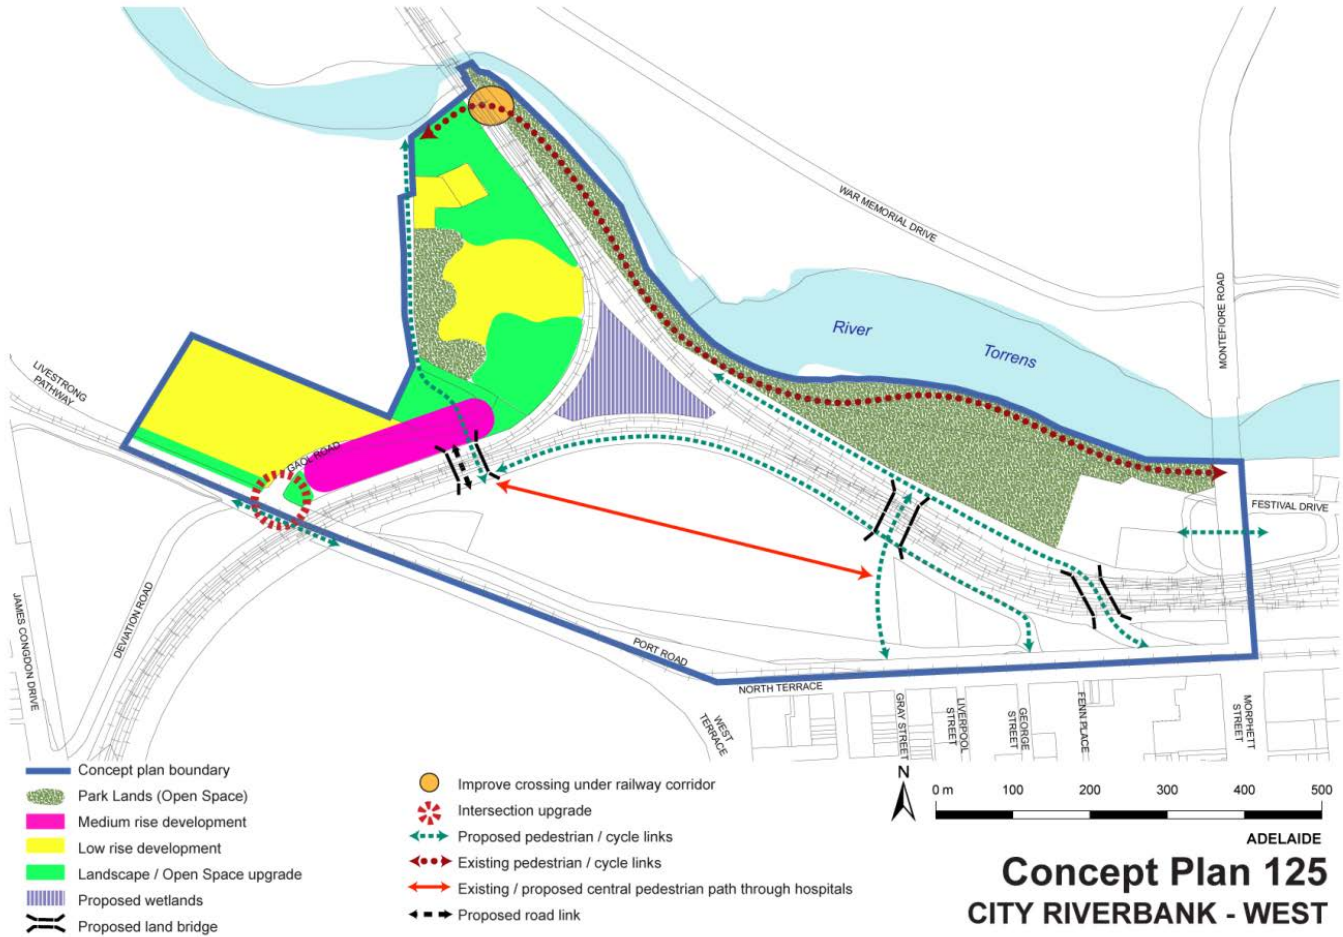 WAR MEMORIAL DRIVE
MONTEFIORE ROAD
River
Torrens
LIVESTRONG
PATHWAY
GAOL ROAD
FESTIVAL DRIVE
JAMES CONGDON DRIVE
DEVIATION ROAD
PORT ROAD
NORTH TERRACE
WEST
TERRACE
GRAY STREET
LIVERPOOL
STREET
GEORGE
STREET
FENN PLACE
MORPHETT
STREET
Concept plan boundary
Park Lands (Open Space)
Medium rise development
Low rise development
Landscape / Open Space upgrade
Proposed wetlands
Proposed land bridge
Improve crossing under railway corridor
Intersection upgrade
Proposed pedestrian / cycle links
Existing pedestrian / cycle links
Existing / proposed central pedestrian path through hospitals
Proposed road link
N
0 m 100 200 300 400 500
ADELAIDE
Concept Plan 125
CITY RIVERBANK - WEST